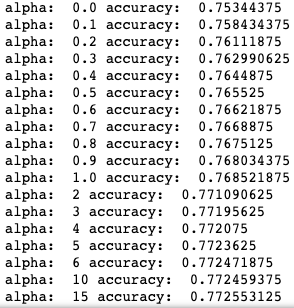 alpha:  0.0 accuracy:  0.75344375
alpha:  0.1 accuracy:  0.758434375
alpha:  0.2 accuracy:  0.76111875
alpha:  0.3 accuracy:  0.762990625
alpha:  0.4 accuracy:  0.7644875
alpha:  0.5 accuracy:  0.765525
alpha:  0.6 accuracy:  0.76621875
alpha:  0.7 accuracy:  0.7668875
alpha:  0.8 accuracy:  0.7675125
alpha:  0.9 accuracy:  0.768034375
alpha:  1.0 accuracy:  0.768521875
alpha:  2 accuracy:  0.771090625
alpha:  3 accuracy:  0.77195625
alpha:  4 accuracy:  0.772075
alpha:  5 accuracy:  0.7723625
alpha:  6 accuracy:  0.772471875
alpha:  10 accuracy:  0.772459375
alpha:  15 accuracy:  0.772553125